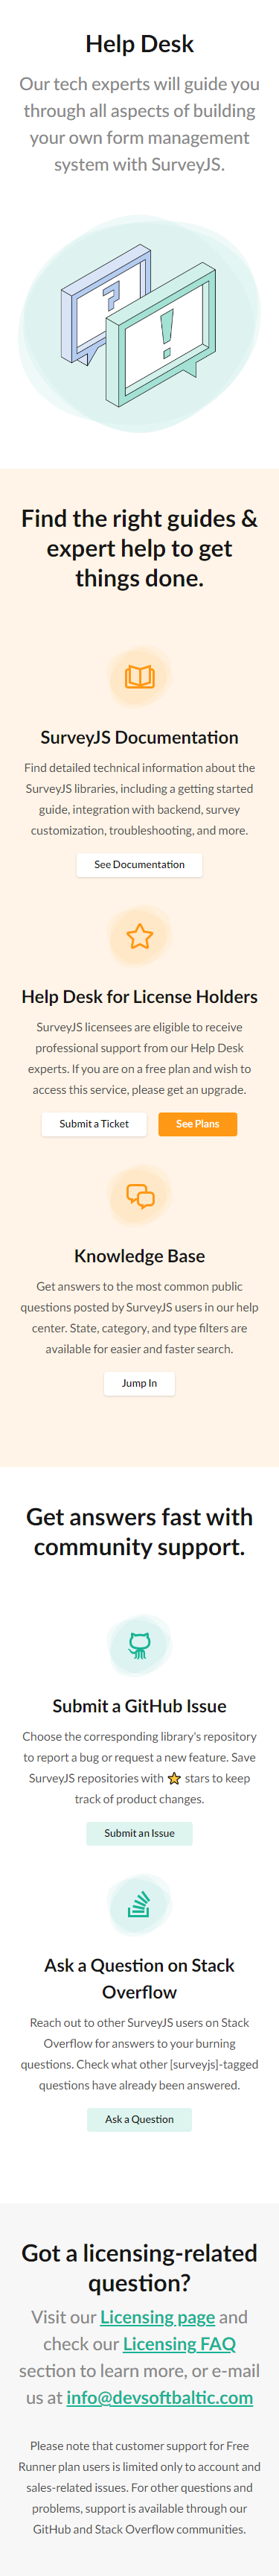 Help Desk
Our tech experts will guide you
through all aspects of building
your own form management
system with SurveyJS.
?
!
Find the right guides &
expert help to get
things done.
SurveyJS Documentation
Find detailed technical information about the
SurveyJS libraries, including a getting started
guide, integration with backend, survey
customization, troubleshooting, and more.
See Documentation
Help Desk for License Holders
SurveyJS licensees are eligible to receive
professional support from our Help Desk
experts. If you are on a free plan and wish to
access this service, please get an upgrade.
Submit a Ticket See Plans
Knowledge Base
Get answers to the most common public
questions posted by SurveyJS users in our help
center. State, category, and type filters are
available for easier and faster search.
Jump In
Get answers fast with
community support.
Submit a GitHub Issue
Choose the corresponding library's repository
to report a bug or request a new feature. Save
SurveyJS repositories with ⭐ stars to keep
track of product changes.
Submit an Issue
Ask a Question on Stack
Overflow
Reach out to other SurveyJS users on Stack
Overflow for answers to your burning
questions. Check what other [surveyjs]-tagged
questions have already been answered.
Ask a Question
Got a licensing-related
question?
Visit our Licensing page and
check our Licensing FAQ
section to learn more, or e-mail
us at info@devsoftbaltic.com
Please note that customer support for Free
Runner plan users is limited only to account and
sales-related issues. For other questions and
problems, support is available through our
GitHub and Stack Overflow communities.